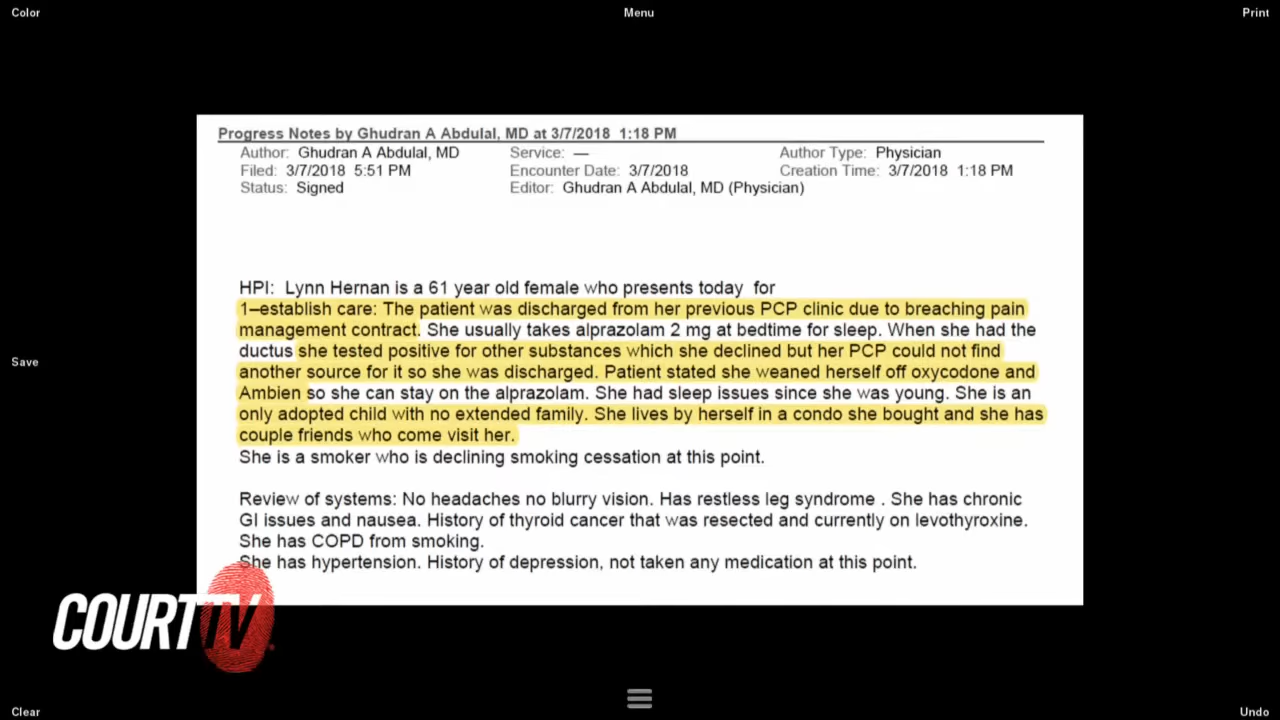 Color
Menu
Print
Progress Notes by Ghudran A Abdulal, MD at 3/7/2018 1:18 PM
Author: Ghudran A Abdulal, MD Service: — Author Type: Physician
Filed: 3/7/2018 5:51 PM Encounter Date: 3/7/2018 Creation Time: 3/7/2018 1:18 PM
Status: Signed Editor: Ghudran A Abdulal, MD (Physician)
HPI: Lynn Hernan is a 61 year old female who presents today for
1–establish care: The patient was discharged from her previous PCP clinic due to breaching pain
management contract. She usually takes alprazolam 2 mg at bedtime for sleep. When she had the
ductus she tested positive for other substances which she declined but her PCP could not find
another source for it so she was discharged. Patient stated she weaned herself off oxycodone and
Ambien so she can stay on the alprazolam. She had sleep issues since she was young. She is an
only adopted child with no extended family. She lives by herself in a condo she bought and she has
couple friends who come visit her.
She is a smoker who is declining smoking cessation at this point.
Review of systems: No headaches no blurry vision. Has restless leg syndrome . She has chronic
GI issues and nausea. History of thyroid cancer that was resected and currently on levothyroxine.
She has COPD from smoking.
She has hypertension. History of depression, not taken any medication at this point.
Save
COURT TV
Clear
Undo